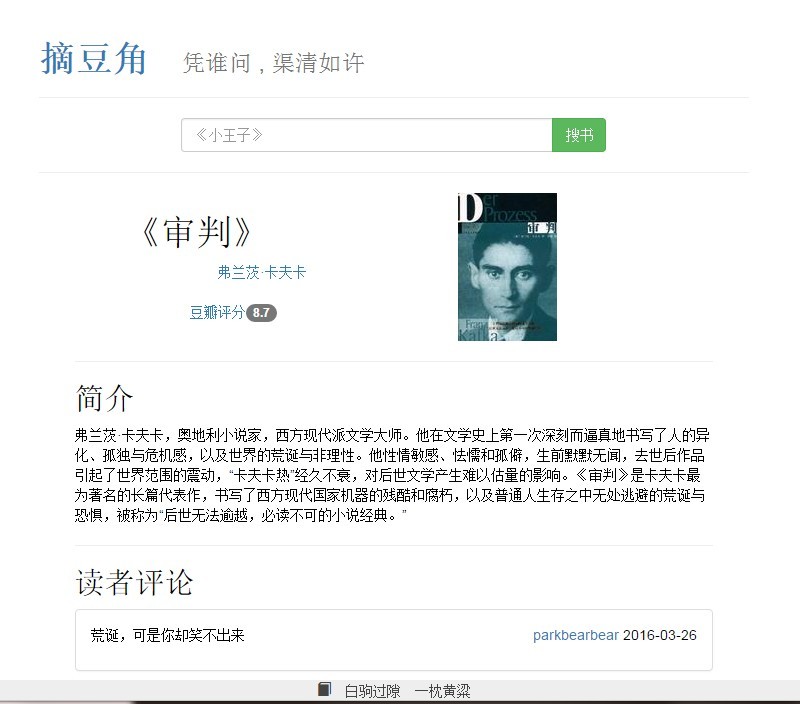 摘豆角 凭谁问，渠清如许
《小王子》 搜书
《审判》
弗兰茨·卡夫卡
豆瓣评分 8.7
Der
Prozess
审判
Franz
Kafka
简介
弗兰茨·卡夫卡，奥地利小说家，西方现代派文学大师。他在文学史上第一次深刻而逼真地书写了人的异
化、孤独与危机感，以及世界的荒诞与非理性。他性情敏感、怯懦和孤僻，生前默默无闻，去世后作品
引起了世界范围的震动，“卡夫卡热”经久不衰，对后世文学产生难以估量的影响。《审判》是卡夫卡最
为著名的长篇代表作，书写了西方现代国家机器的残酷和腐朽，以及普通人生存之中无处逃避的荒诞与
恐惧，被称为“后世无法逾越，必读不可的小说经典。”
读者评论
荒诞，可是你却笑不出来 parkbearbear 2016-03-26
白驹过隙 一枕黄粱